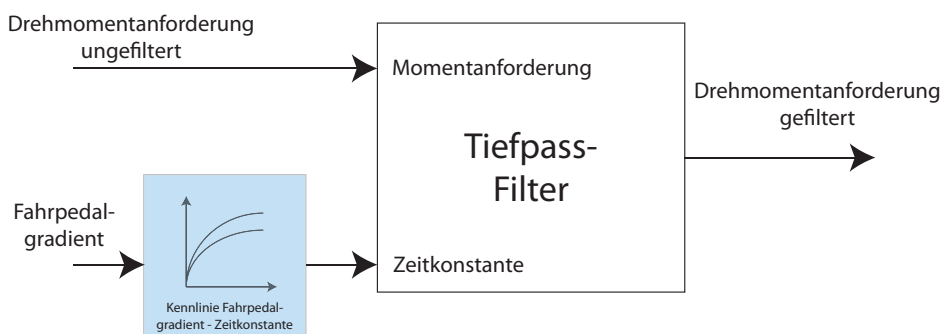 Drehmomentanforderung
ungefiltert
Momentanforderung
Drehmomentanforderung
gefiltert
Tiefpass-
Filter
Fahrpedal-
gradient
Zeitkonstante
Kennlinie Fahrpedal-
gradient - Zeitkonstante